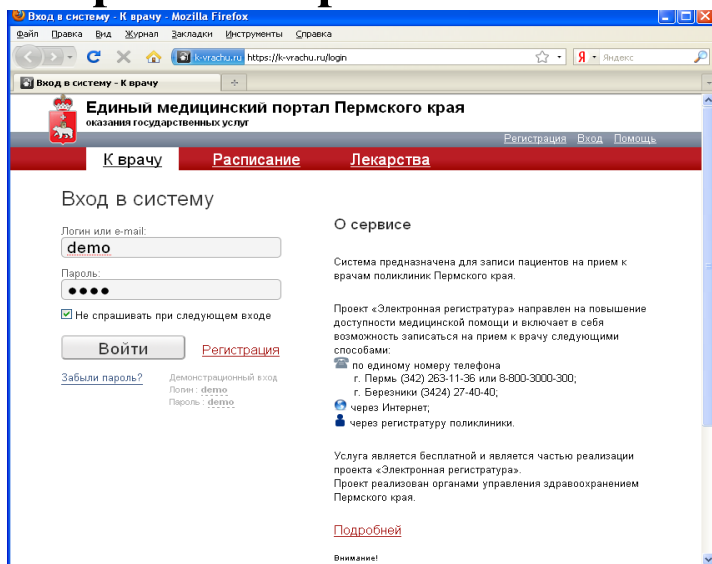 Вход в систему - К врачу - Mozilla Firefox
Файл Правка Вид Журнал Закладки Инструменты Справка
k-vrachu.ru https://k-vrachu.ru/login
Я Яндекс
Вход в систему - К врачу
Единый медицинский портал Пермского края
оказания государственных услуг
Регистрация Вход Помощь
К врачу Расписание Лекарства
Вход в систему
Логин или e-mail:
demo
Пароль:
Не спрашивать при следующем входе
Войти Регистрация
Забыли пароль?
Демонстрационный вход
Логин : demo
Пароль : demo
О сервисе
Система предназначена для записи пациентов на прием к
врачам поликлиник Пермского края.
Проект «Электронная регистратура» направлен на повышение
доступности медицинской помощи и включает в себя
возможность записаться на прием к врачу следующими
способами:
по единому номеру телефона
г. Пермь (342) 263-11-36 или 8-800-3000-300;
г. Березники (3424) 27-40-40;
через Интернет;
через регистратуру поликлиники.
Услуга является бесплатной и является частью реализации
проекта «Электронная регистратура».
Проект реализован органами управления здравоохранением
Пермского края.
Подробней
Внимание!